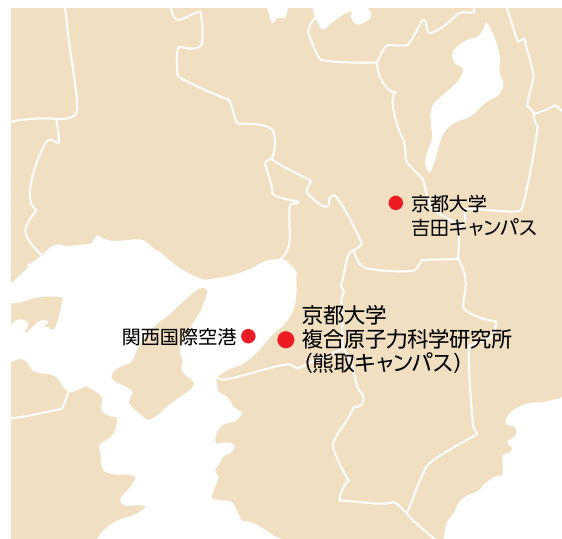 京都大学
吉田キャンパス
京都大学
複合原子力科学研究所
(熊取キャンパス)
関西国際空港